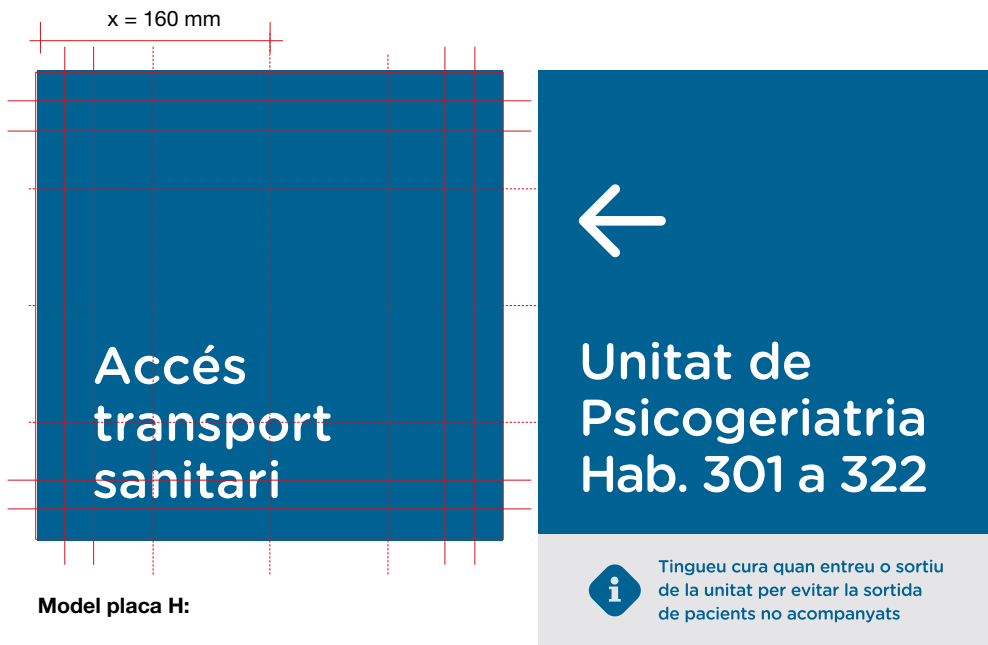 x = 160 mm
Accés
transport
sanitari
Model placa H:
Unitat de
Psicogeriatria
Hab. 301 a 322
i
Tingueu cura quan entreu o sortiu
de la unitat per evitar la sortida
de pacients no acompanyats